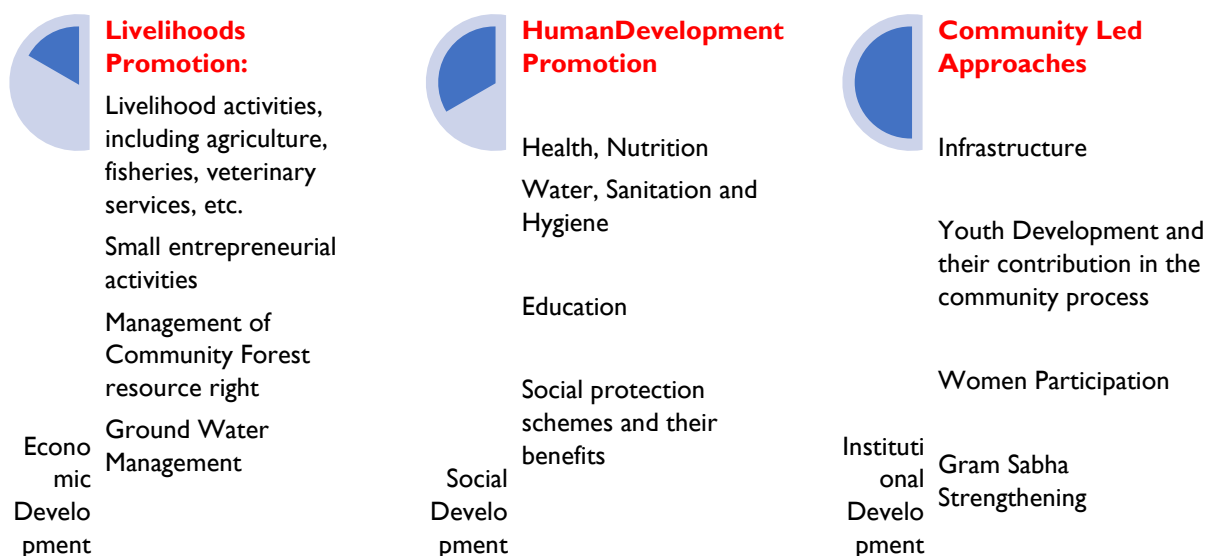 Livelihoods
Promotion:
Livelihood activities,
including agriculture,
fisheries, veterinary
services, etc.
Small entrepreneurial
activities
Management of
Community Forest
resource right
Ground Water
Management
Econo
mic
Develo
pment
HumanDevelopment
Promotion
Health, Nutrition
Water, Sanitation and
Hygiene
Education
Social protection
schemes and their
benefits
Social
Develo
pment
Community Led
Approaches
Infrastructure
Youth Development and
their contribution in the
community process
Women Participation
Gram Sabha
Strengthening
Instituti
onal
Develo
pment